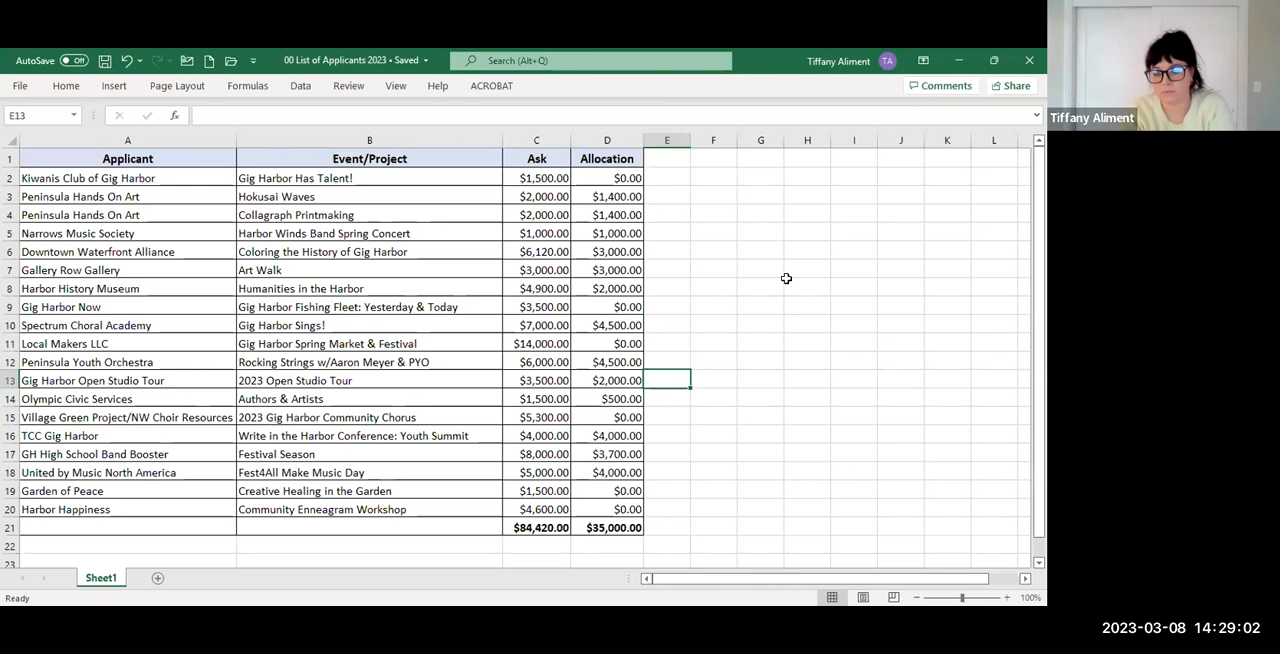 AutoSave Off 00 List of Applicants 2023 • Saved Search (Alt+Q) Tiffany Aliment TA
File Home Insert Page Layout Formulas Data Review View Help ACROBAT Comments Share
Tiffany Aliment
E13 fx
A B C D E F G H I J K L
1 Applicant Event/Project Ask Allocation
2 Kiwanis Club of Gig Harbor Gig Harbor Has Talent! $1,500.00 $0.00
3 Peninsula Hands On Art Hokusai Waves $2,000.00 $1,400.00
4 Peninsula Hands On Art Collagraph Printmaking $2,000.00 $1,400.00
5 Narrows Music Society Harbor Winds Band Spring Concert $1,000.00 $1,000.00
6 Downtown Waterfront Alliance Coloring the History of Gig Harbor $6,120.00 $3,000.00
7 Gallery Row Gallery Art Walk $3,000.00 $3,000.00
8 Harbor History Museum Humanities in the Harbor $4,900.00 $2,000.00
9 Gig Harbor Now Gig Harbor Fishing Fleet: Yesterday & Today $3,500.00 $0.00
10 Spectrum Choral Academy Gig Harbor Sings! $7,000.00 $4,500.00
11 Local Makers LLC Gig Harbor Spring Market & Festival $14,000.00 $0.00
12 Peninsula Youth Orchestra Rocking Strings w/Aaron Meyer & PYO $6,000.00 $4,500.00
13 Gig Harbor Open Studio Tour 2023 Open Studio Tour $3,500.00 $2,000.00
14 Olympic Civic Services Authors & Artists $1,500.00 $500.00
15 Village Green Project/NW Choir Resources 2023 Gig Harbor Community Chorus $5,300.00 $0.00
16 TCC Gig Harbor Write in the Harbor Conference: Youth Summit $4,000.00 $4,000.00
17 GH High School Band Booster Festival Season $8,000.00 $3,700.00
18 United by Music North America Fest4All Make Music Day $5,000.00 $4,000.00
19 Garden of Peace Creative Healing in the Garden $1,500.00 $0.00
20 Harbor Happiness Community Enneagram Workshop $4,600.00 $0.00
21 $84,420.00 $35,000.00
22
23
Sheet1
Ready 100%
2023-03-08 14:29:02